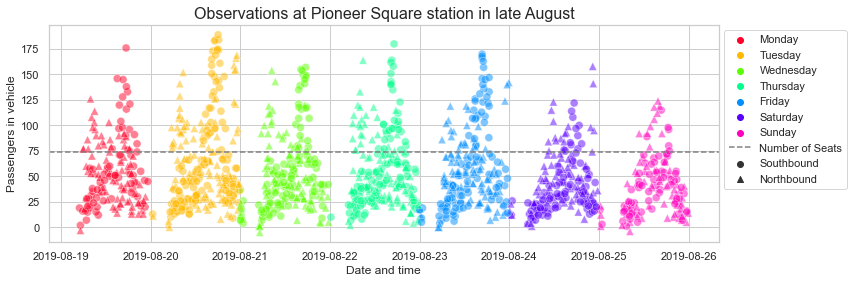 Observations at Pioneer Square station in late August
Passengers in vehicle
175
150
125
100
75
50
25
0
2019-08-19 2019-08-20 2019-08-21 2019-08-22 2019-08-23 2019-08-24 2019-08-25 2019-08-26
Date and time
Monday
Tuesday
Wednesday
Thursday
Friday
Saturday
Sunday
Number of Seats
Southbound
Northbound